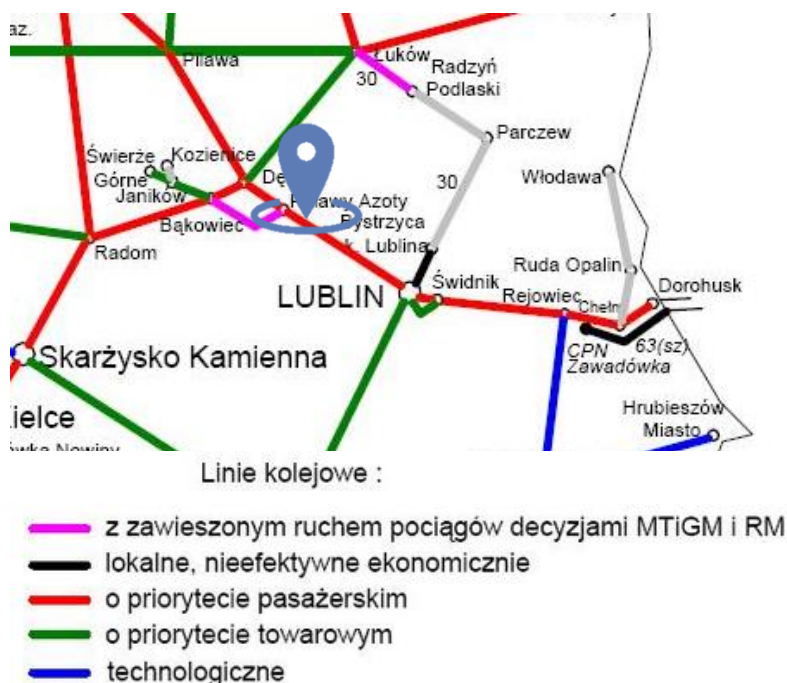 az.
Piława
Łuków
30
Radzyń
Podlaski
Parczew
30
Świerże
Górne
Kozienice
Janików
Bąkowiec
Azoty
Bystrzyca
k. Lublina
Włodawa
Radom
LUBLIN
Świdnik
Ruda Opalin
Dorohusk
Rejowiec
Chełm
CPN
Zawadówka
63(sz)
Skarżysko Kamienna
Hrubieszów
Miasto
ielce
Linie kolejowe :
z zawieszonym ruchem pociągów decyzjami MTiGM i RM
lokalne, nieefektywne ekonomicznie
o priorytecie pasażerskim
o priorytecie towarowym
technologiczne